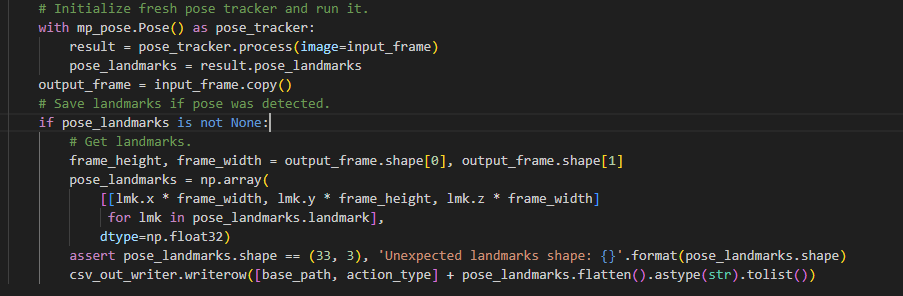 # Initialize fresh pose tracker and run it.
with mp_pose.Pose() as pose_tracker:
result = pose_tracker.process(image=input_frame)
pose_landmarks = result.pose_landmarks
output_frame = input_frame.copy()
# Save landmarks if pose was detected.
if pose_landmarks is not None:
# Get landmarks.
frame_height, frame_width = output_frame.shape[0], output_frame.shape[1]
pose_landmarks = np.array(
[[lmk.x * frame_width, lmk.y * frame_height, lmk.z * frame_width]
for lmk in pose_landmarks.landmark],
dtype=np.float32)
assert pose_landmarks.shape == (33, 3), 'Unexpected landmarks shape: {}'.format(pose_landmarks.shape)
csv_out_writer.writerow([base_path, action_type] + pose_landmarks.flatten().astype(str).tolist())